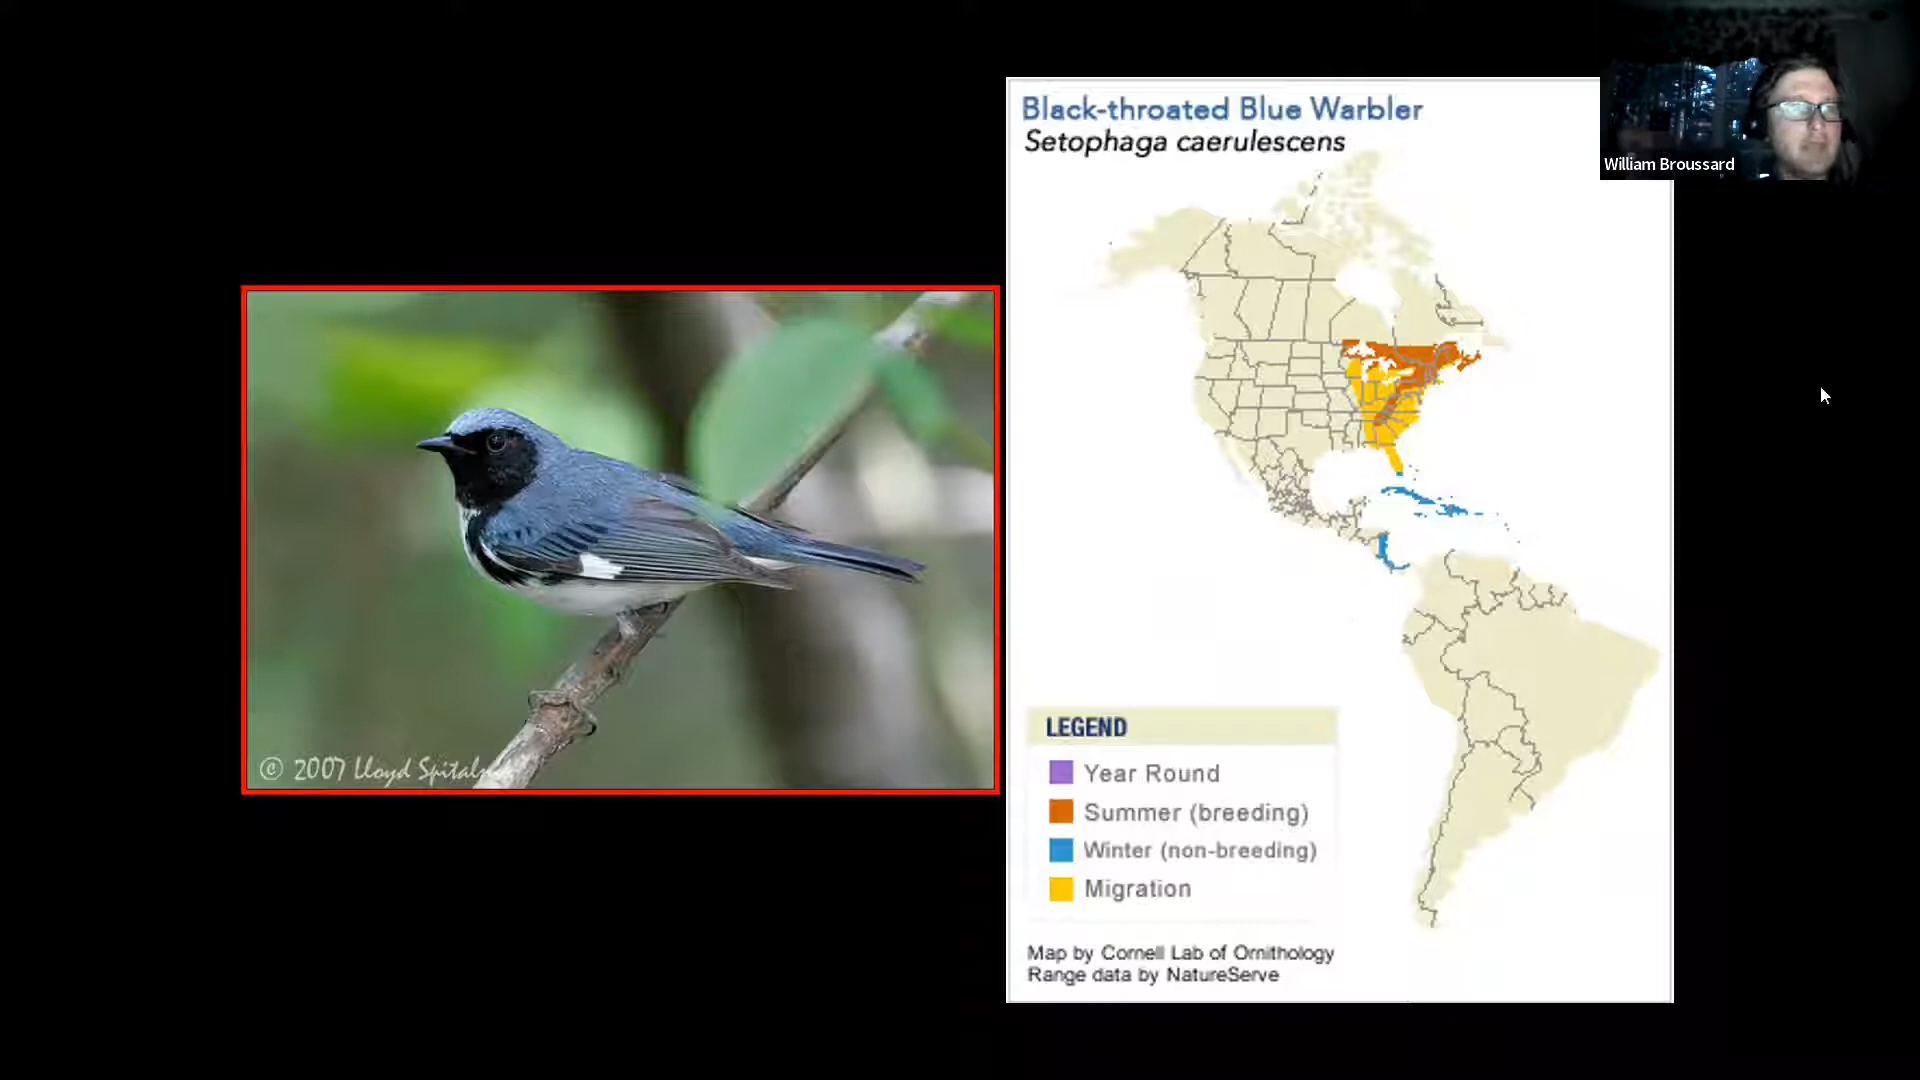 Black-throated Blue Warbler
Setophaga caerulescens
William Broussard
© 2007 Lloyd Spitalnik
LEGEND
Year Round
Summer (breeding)
Winter (non-breeding)
Migration
Map by Cornell Lab of Ornithology
Range data by NatureServe